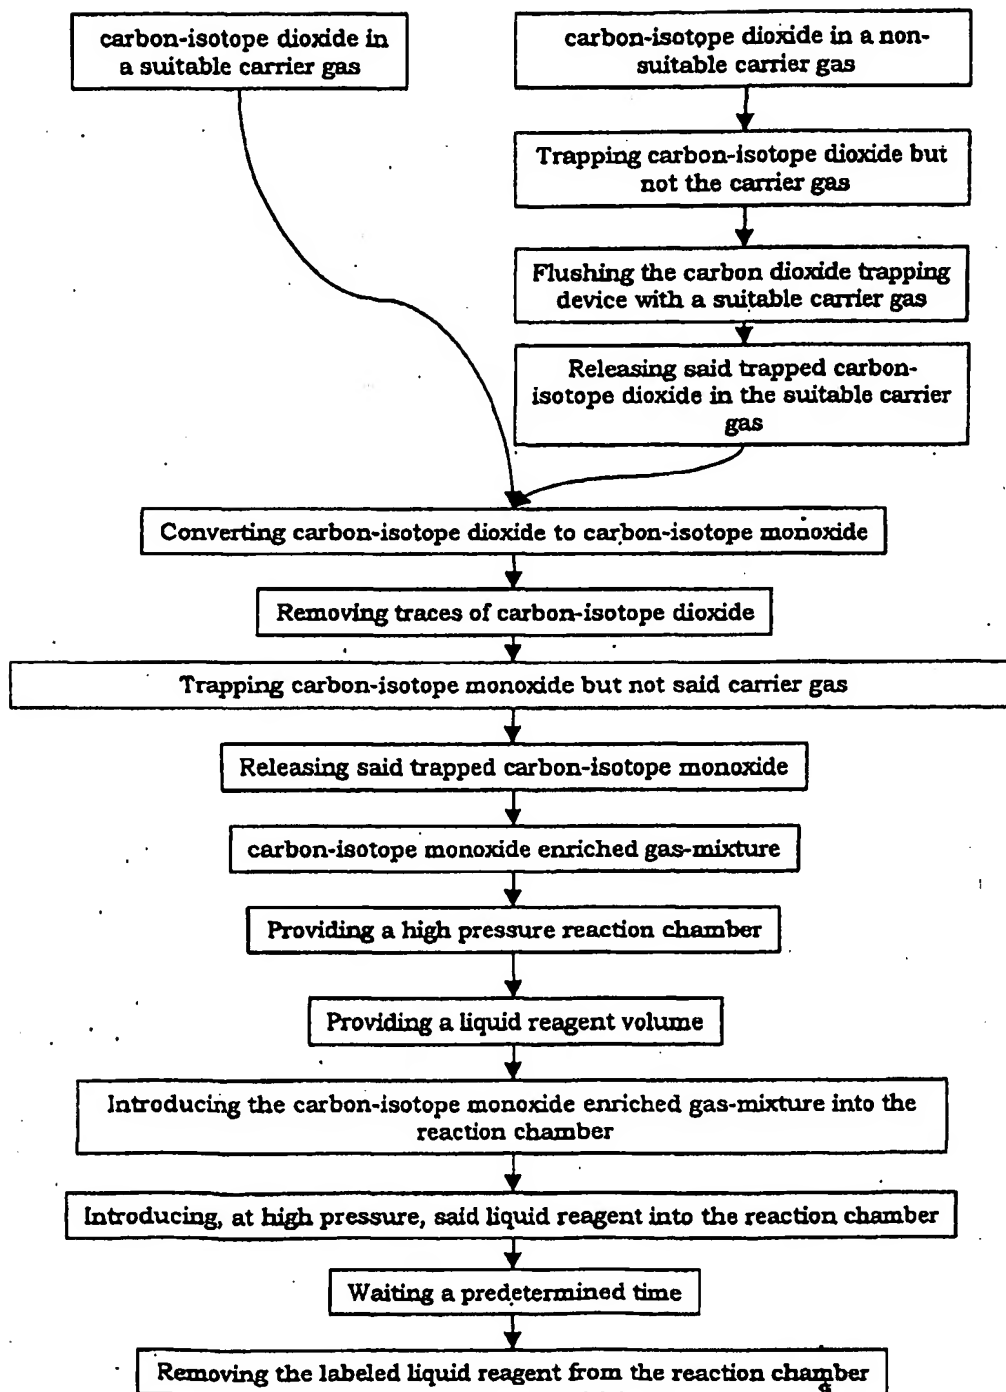 carbon-isotope dioxide in
a suitable carrier gas
carbon-isotope dioxide in a non-
suitable carrier gas
Trapping carbon-isotope dioxide but
not the carrier gas
Flushing the carbon dioxide trapping
device with a suitable carrier gas
Releasing said trapped carbon-
isotope dioxide in the suitable carrier
gas
Converting carbon-isotope dioxide to carbon-isotope monoxide
Removing traces of carbon-isotope dioxide
Trapping carbon-isotope monoxide but not said carrier gas
Releasing said trapped carbon-isotope monoxide
carbon-isotope monoxide enriched gas-mixture
Providing a high pressure reaction chamber
Providing a liquid reagent volume
Introducing the carbon-isotope monoxide enriched gas-mixture into the
reaction chamber
Introducing, at high pressure, said liquid reagent into the reaction chamber
Waiting a predetermined time
Removing the labeled liquid reagent from the reaction chamber